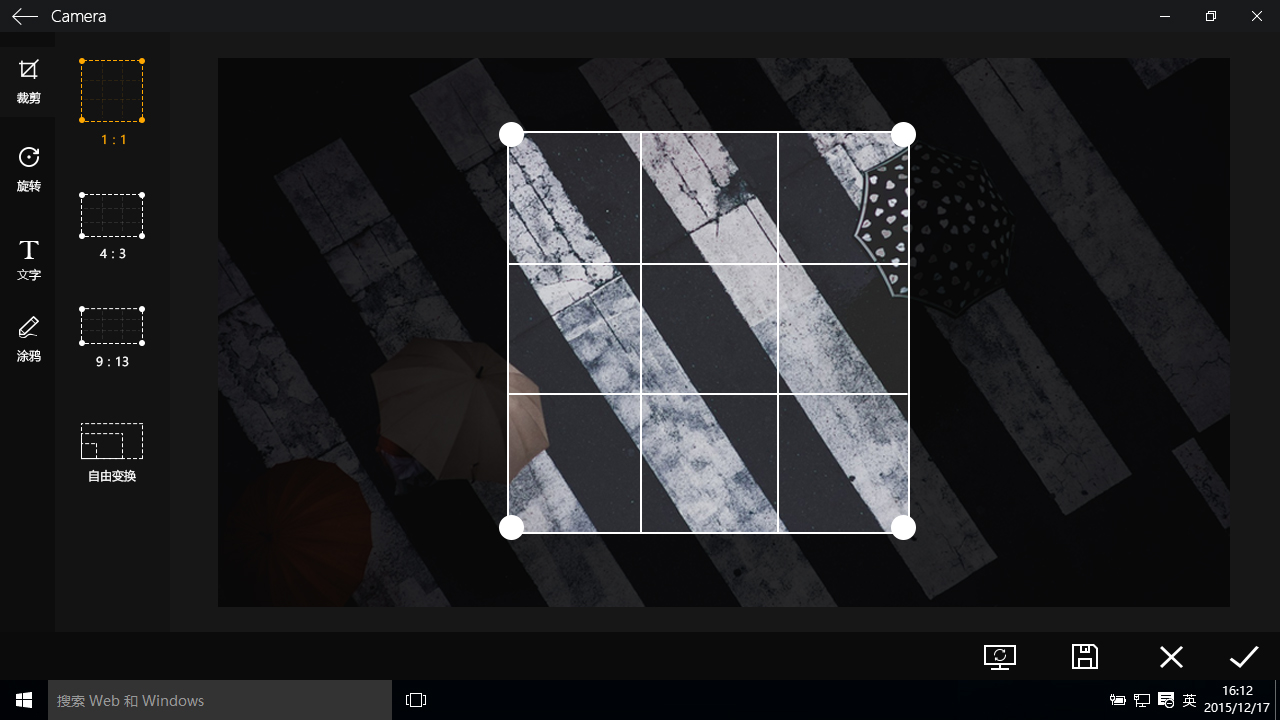 Camera
裁剪
旋转
T
文字
涂鸦
1 : 1
4 : 3
9 : 13
自由变换
搜索 Web 和 Windows
英
16:12
2015/12/17